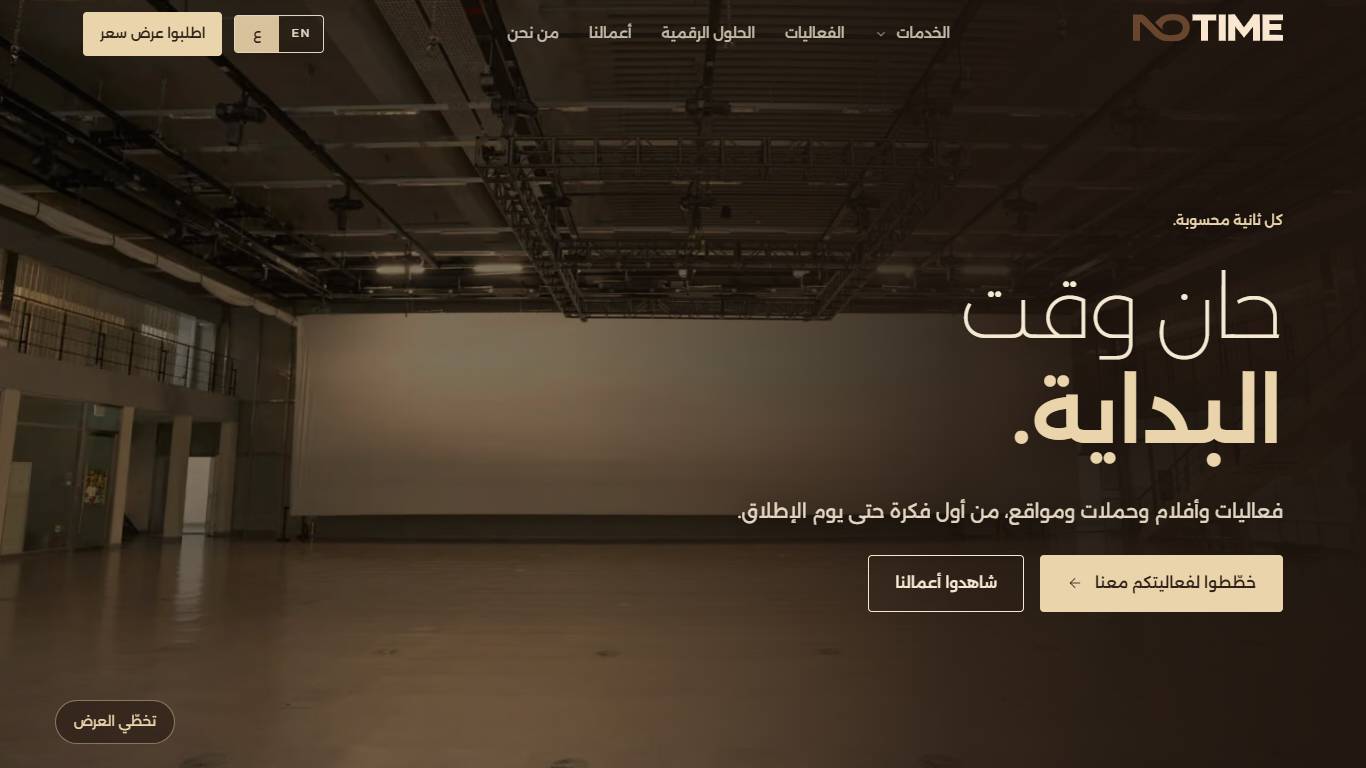 NOTIME
الخدمات
الفعاليات
الحلول الرقمية
أعمالنا
من نحن
EN
ع
اطلبوا عرض سعر
كل ثانية محسوبة.
حان وقت
البداية.
فعاليات وأفلام وحملات ومواقع، من أول فكرة حتى يوم الإطلاق.
خطّطوا لفعاليتكم معنا ←
شاهدوا أعمالنا
تخطّي العرض